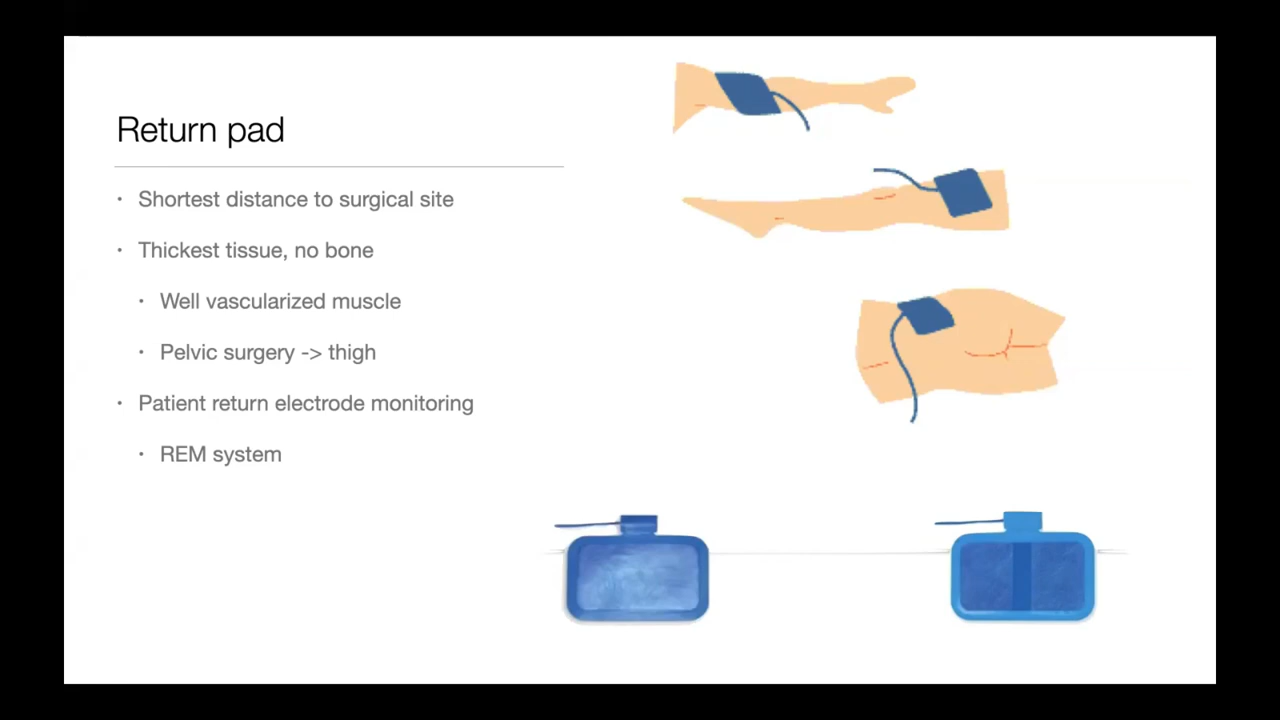 Return pad
• Shortest distance to surgical site
• Thickest tissue, no bone
• Well vascularized muscle
• Pelvic surgery -> thigh
• Patient return electrode monitoring
• REM system